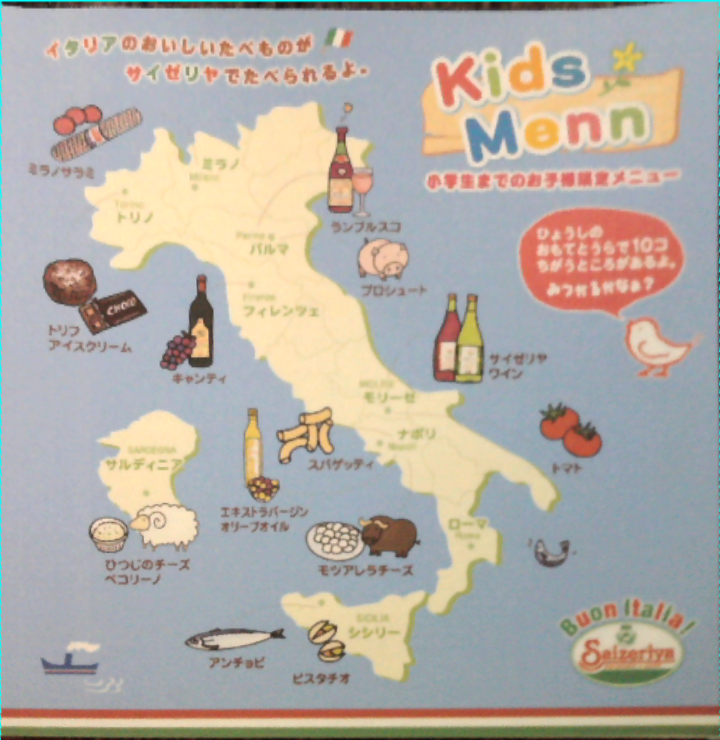 イタリアのおいしいたべものが
サイゼリヤでたべられるよ。
Kids
Menn
小学生までのお子様限定メニュー
ひょうしの
おもてとうらで10コ
ちがうところがあるよ。
みつかるかなぁ?
ミラノサラミ
ミラノ
Milano
Torino
トリノ
ランブルスコ
Parma
パルマ
プロシュート
Firenze
フィレンツェ
CHOCO
トリフ
アイスクリーム
キャンティ
サイゼリヤ
ワイン
MOLISE
モリーゼ
ナポリ
Napoli
トマト
スパゲッティ
SARDEGNA
サルディニア
エキストラバージン
オリーブオイル
ローマ
Roma
ひつじのチーズ
ペコリーノ
モツアレラチーズ
SICILIA
シシリー
アンチョビ
ピスタチオ
Buon Italia!
Saizeriya